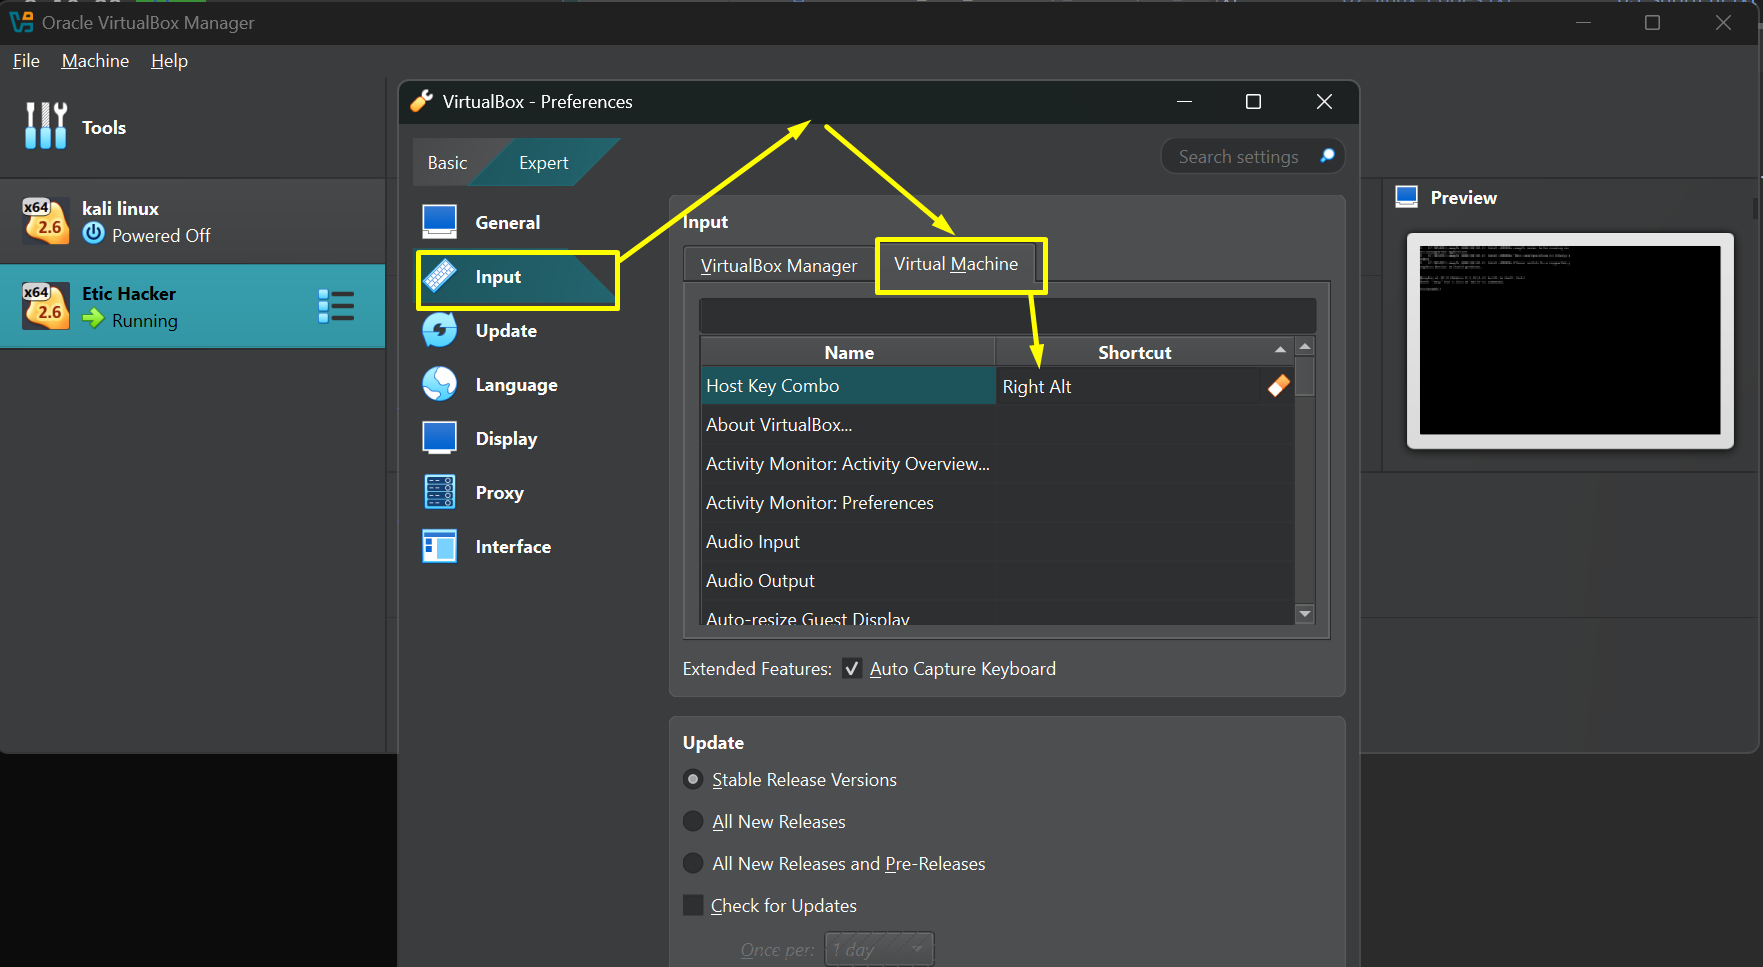 Oracle VirtualBox Manager
File Machine Help
Tools
x64
2.6
kali linux
Powered Off
x64
2.6
Etic Hacker
Running
VirtualBox - Preferences
Basic Expert
Search settings
General
Input
Update
Language
Display
Proxy
Interface
Input
VirtualBox Manager Virtual Machine
Name Shortcut
Host Key Combo Right Alt
About VirtualBox...
Activity Monitor: Activity Overview...
Activity Monitor: Preferences
Audio Input
Audio Output
Auto-resize Guest Display
Extended Features: Auto Capture Keyboard
Update
Stable Release Versions
All New Releases
All New Releases and Pre-Releases
Check for Updates
Once per: 1 day
Preview